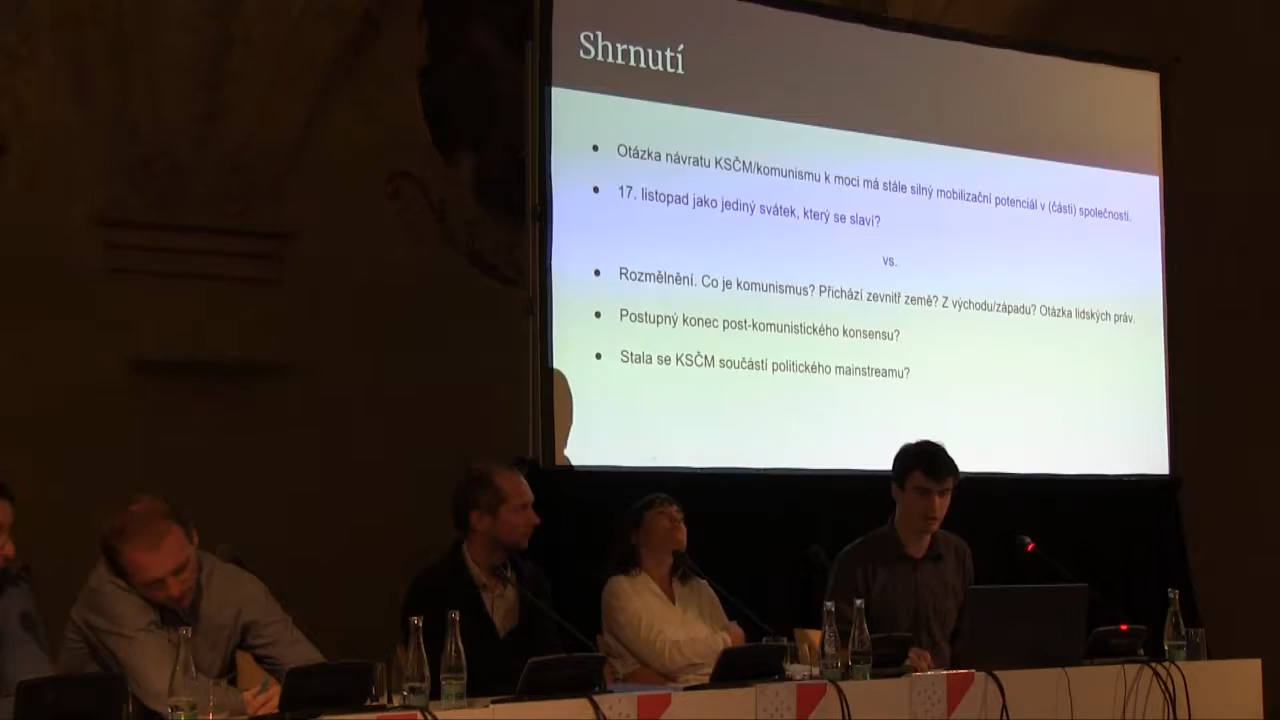 Shrnutí
• Otázka návratu KSČM/komunismu k moci má stále silný mobilizační potenciál v (části) společnosti.
• 17. listopad jako jediný svátek, který se slaví?
vs.
• Rozmělnění. Co je komunismus? Přichází zevnitř země? Z východu/západu? Otázka lidských práv.
• Postupný konec post-komunistického konsensu?
• Stala se KSČM součástí politického mainstreamu?